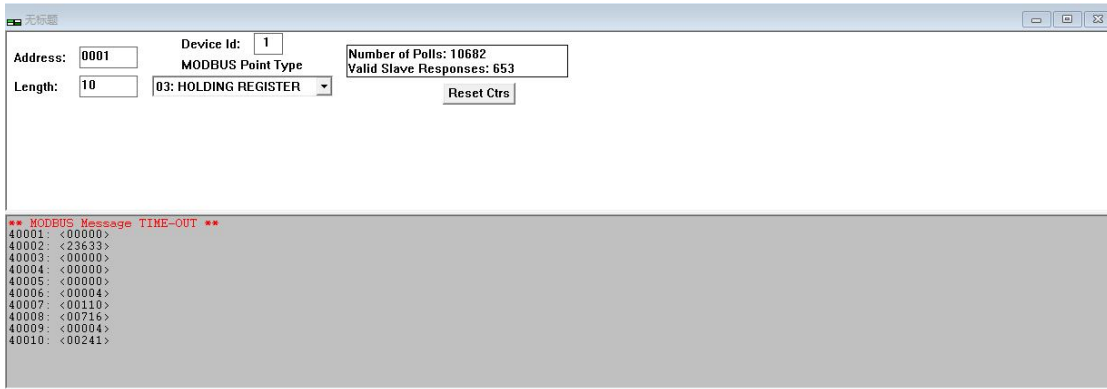 无标题
Address: 0001
Device Id: 1
MODBUS Point Type
Length: 10
03: HOLDING REGISTER
Number of Polls: 10682
Valid Slave Responses: 653
Reset Ctrs
** MODBUS Message TIME-OUT **
40001: <00000>
40002: <23633>
40003: <00000>
40004: <00000>
40005: <00000>
40006: <00004>
40007: <00110>
40008: <00716>
40009: <00004>
40010: <00241>